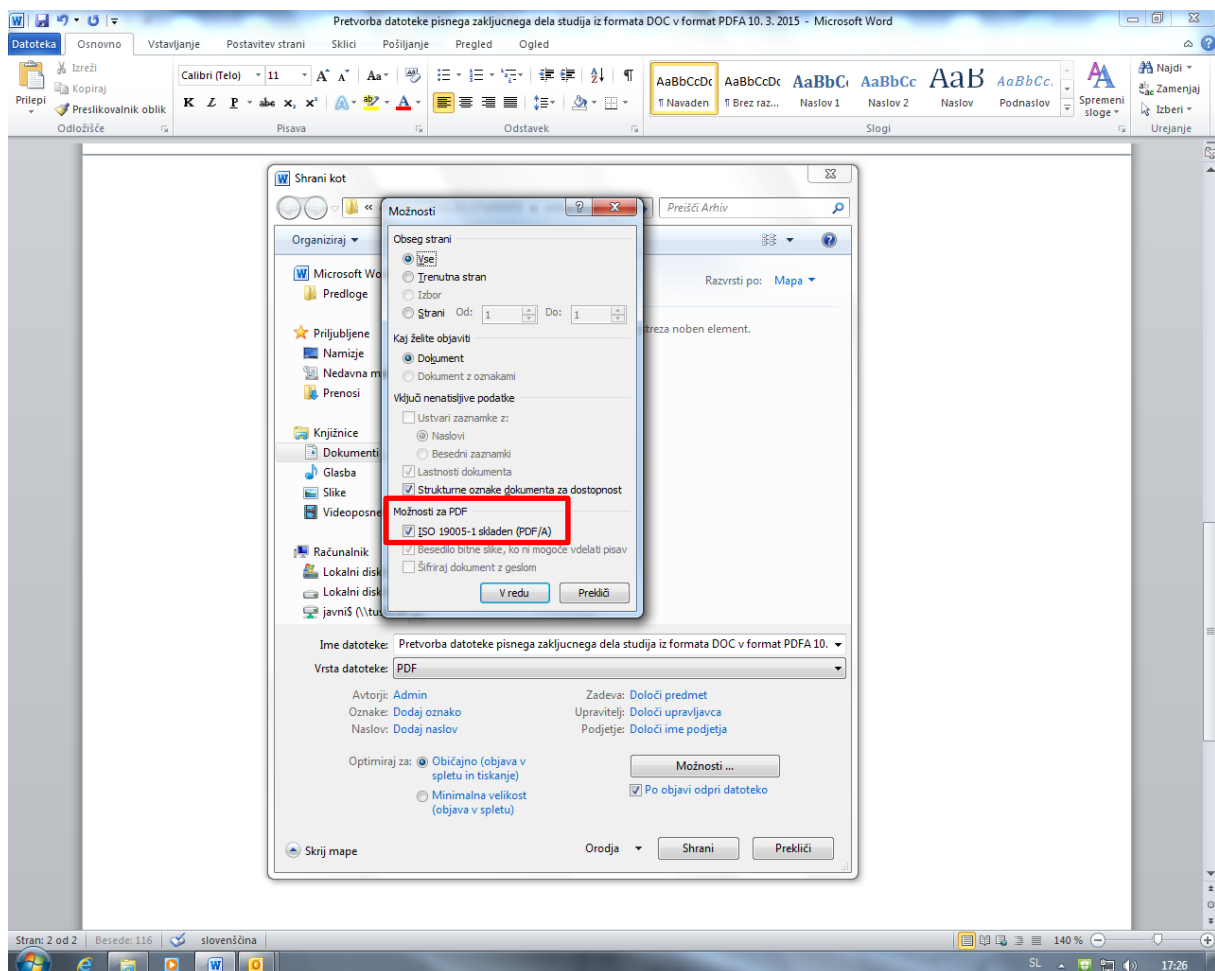 Pretvorba datoteke pisnega zakljucnega dela studija iz formata DOC v format PDFA 10. 3. 2015 - Microsoft Word
Datoteka Osnovno Vstavljanje Postavitev strani Sklici Pošiljanje Pregled Ogled
Prilepi
Izreži
Kopiraj
Preslikovalnik oblik
Odložišče
Calibri (Telo) 11
K L P abc x₂ x²
Pisava
Odstavek
AaBbCcDc AaBbCcDc AaBbC AaBbCc AaB AaBbCc.
¶ Navaden ¶ Brez raz... Naslov 1 Naslov 2 Naslov Podnaslov
Spremeni
sloge
Slogi
Najdi
Zamenjaj
Izberi
Urejanje
Shrani kot
Preišči Arhiv
Organiziraj
Microsoft Wo
Predloge
Priljubljene
Namizje
Nedavna m
Prenosi
Knjižnice
Dokumenti
Glasba
Slike
Videoposne
Računalnik
Lokalni disk
Lokalni disk
javni$ (\\tus
Razvrsti po: Mapa
streza noben element.
Možnosti
Obseg strani
Vse
Trenutna stran
Izbor
Strani Od: 1 Do: 1
Kaj želite objaviti
Dokument
Dokument z oznakami
Vključi nenatisljive podatke
Ustvari zaznamke z:
Naslovi
Besedni zaznamki
Lastnosti dokumenta
Strukturne oznake dokumenta za dostopnost
Možnosti za PDF
ISO 19005-1 skladen (PDF/A)
Besedilo bitne slike, ko ni mogoče vdelati pisav
Šifriraj dokument z geslom
V redu Prekliči
Ime datoteke: Pretvorba datoteke pisnega zakljucnega dela studija iz formata DOC v format PDFA 10.
Vrsta datoteke: PDF
Avtorji: Admin Zadeva: Določi predmet
Oznake: Dodaj oznako Upravitelj: Določi upravljavca
Naslov: Dodaj naslov Podjetje: Določi ime podjetja
Optimiraj za: Običajno (objava v
spletu in tiskanje)
Minimalna velikost
(objava v spletu)
Možnosti ...
Po objavi odpri datoteko
Skrij mape Orodja Shrani Prekliči
Stran: 2 od 2 Besede: 116 slovenščina 140 %
SL 17:26